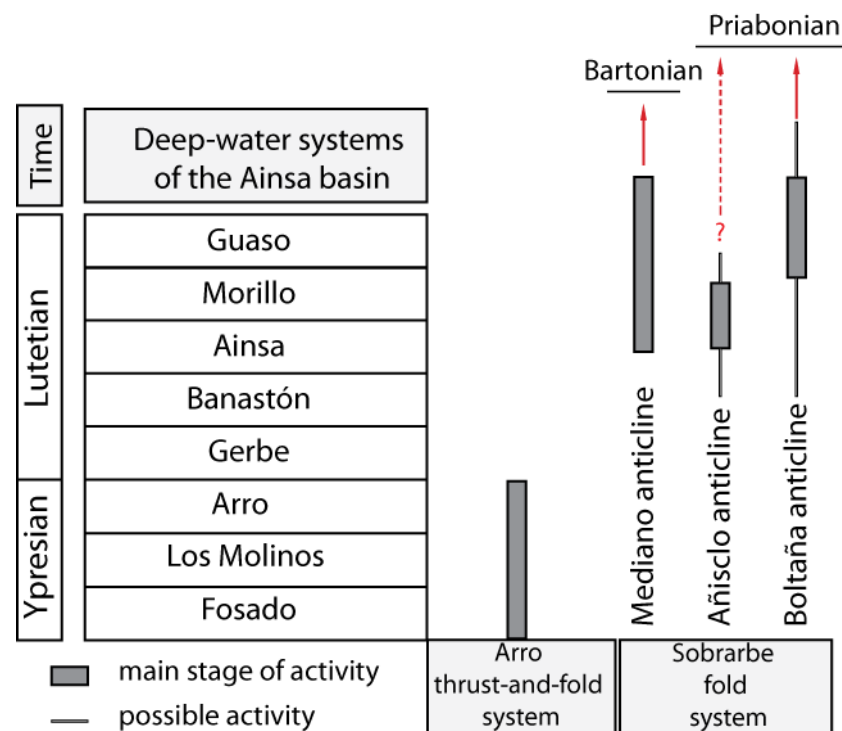 Priabonian
Bartonian
Time
Deep-water systems
of the Ainsa basin
Lutetian
Guaso
Morillo
Ainsa
Banastón
Gerbe
Ypresian
Arro
Los Molinos
Fosado
?
Mediano anticline
Añisclo anticline
Boltaña anticline
main stage of activity
possible activity
Arro
thrust-and-fold
system
Sobrarbe
fold
system